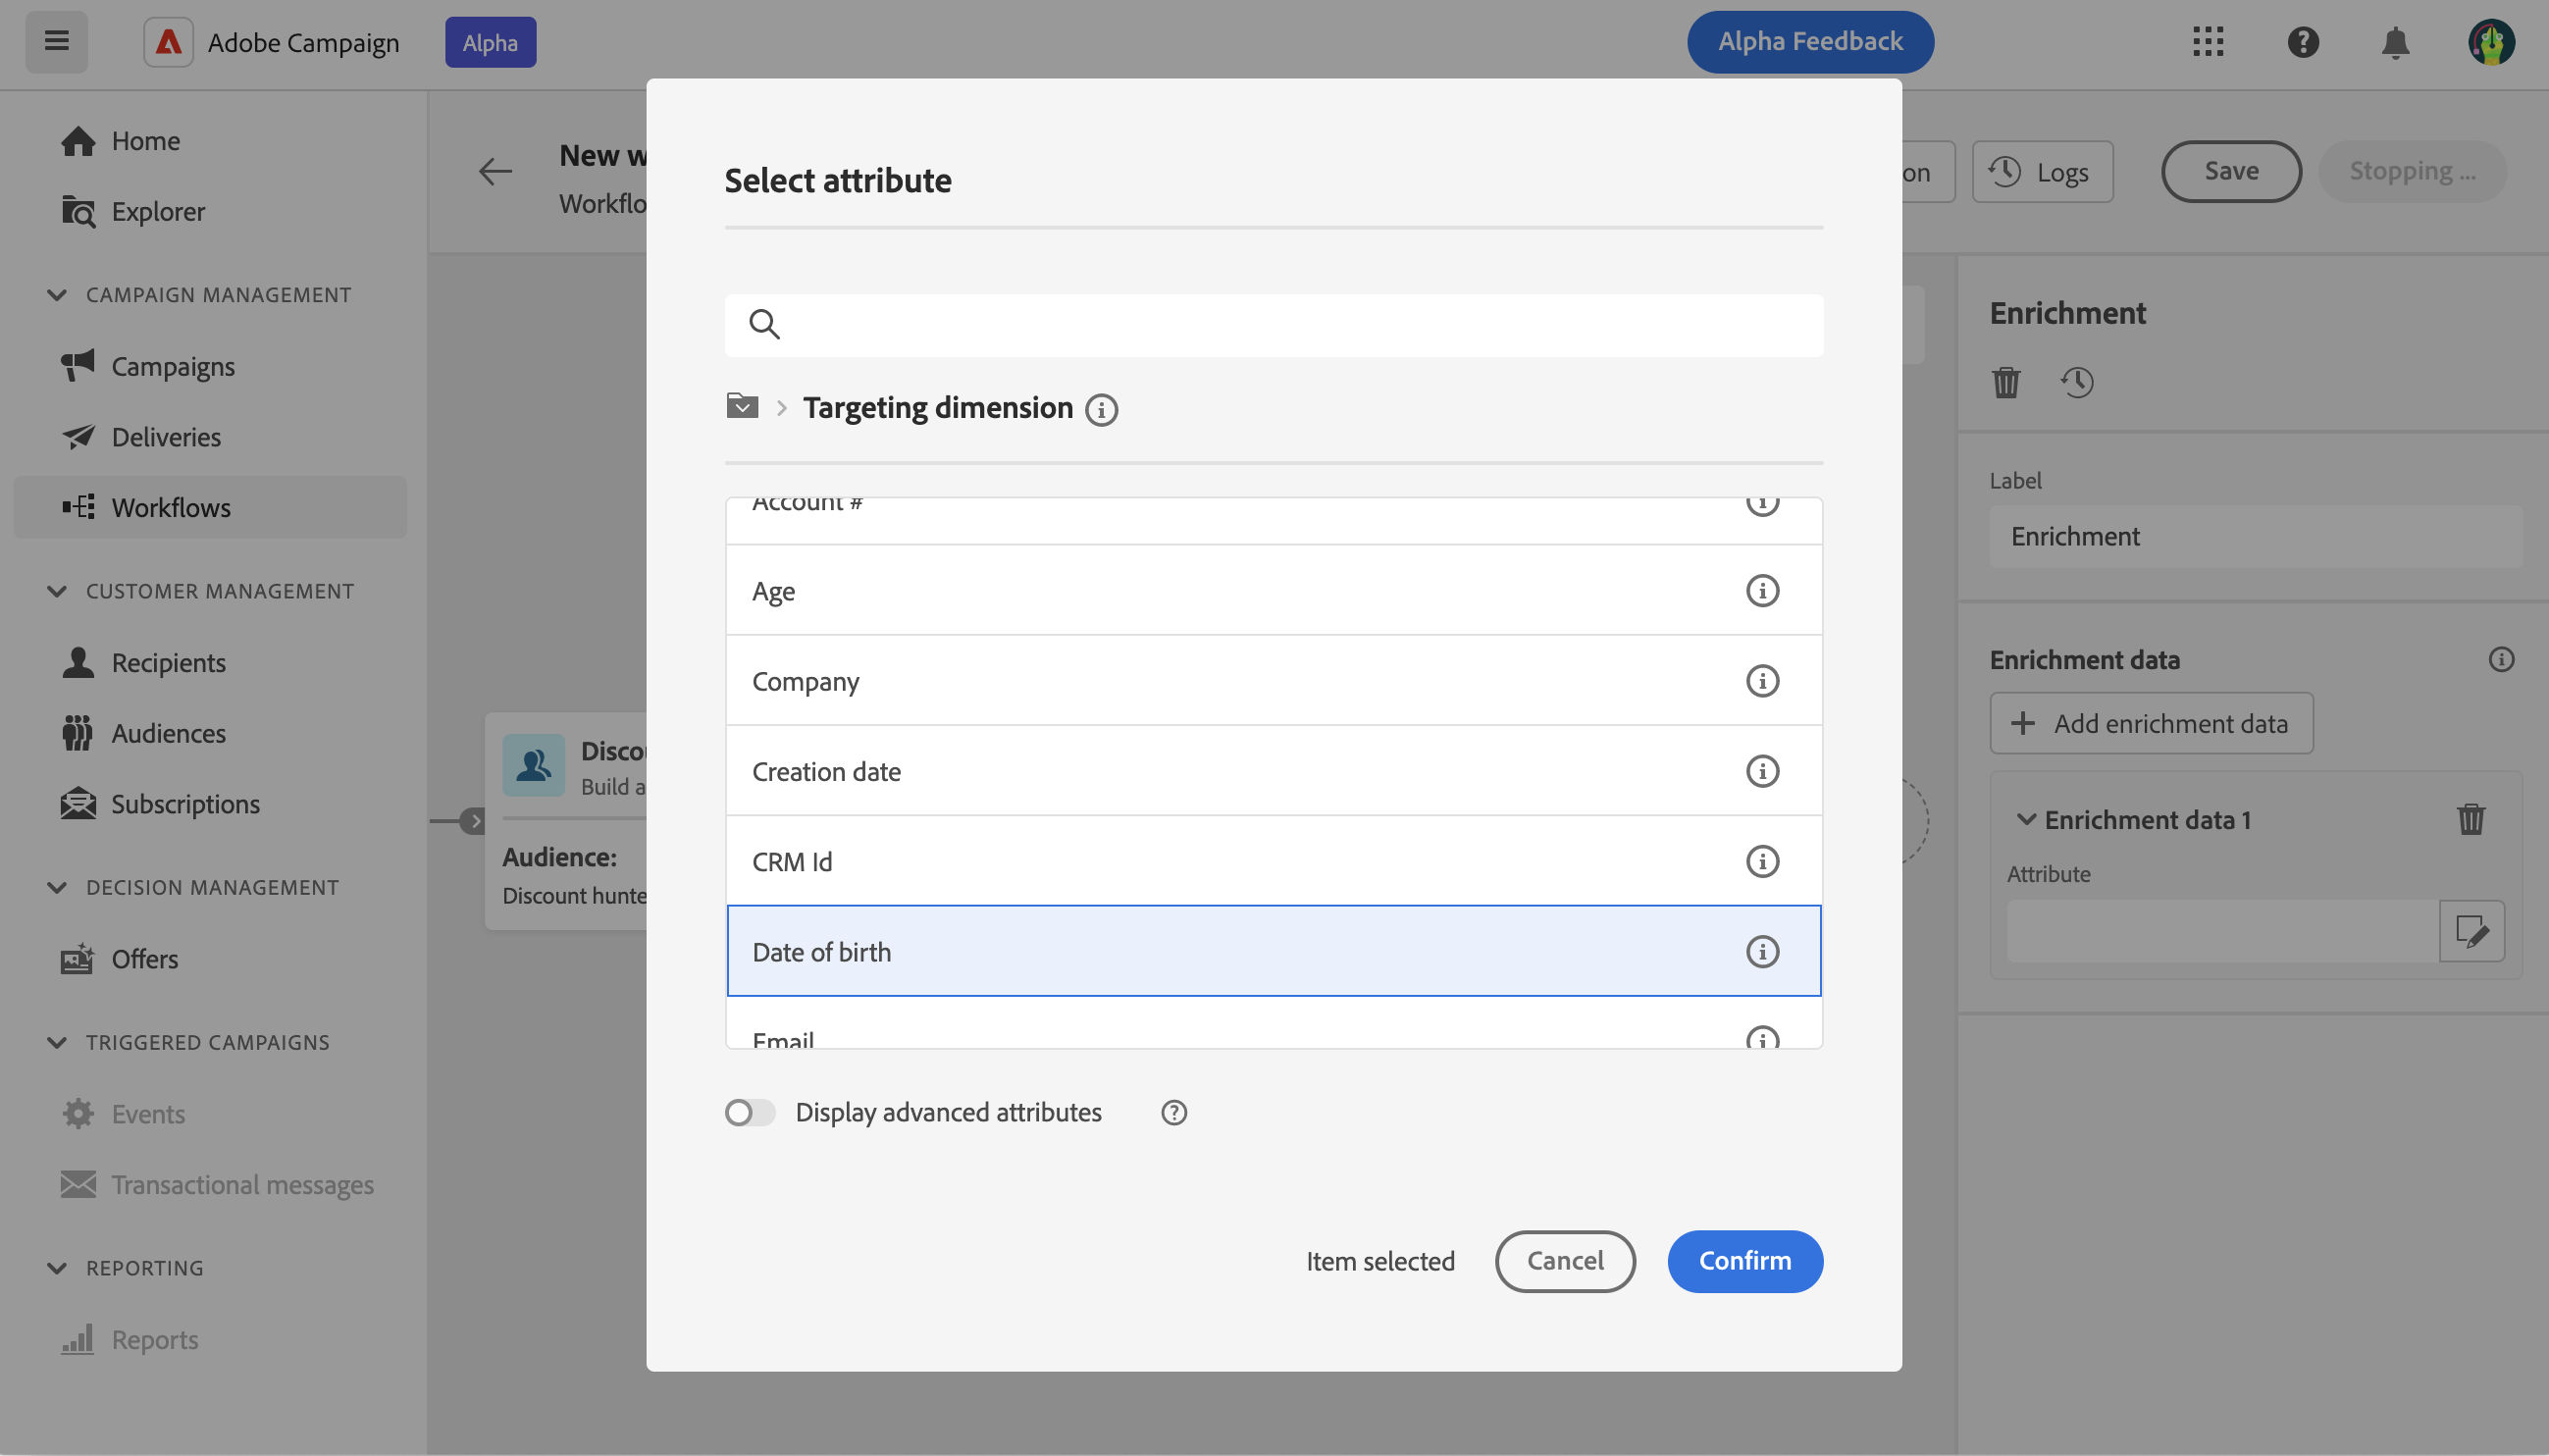 Adobe Campaign
Alpha
Alpha Feedback
Home
Explorer
CAMPAIGN MANAGEMENT
Campaigns
Deliveries
Workflows
CUSTOMER MANAGEMENT
Recipients
Audiences
Subscriptions
DECISION MANAGEMENT
Offers
TRIGGERED CAMPAIGNS
Events
Transactional messages
REPORTING
Reports
New w
Workflo
on
Logs
Save
Stopping ...
Disco
Build a
Audience:
Discount hunte
Select attribute
Targeting dimension
Account #
Age
Company
Creation date
CRM Id
Date of birth
Email
Display advanced attributes
Item selected
Cancel
Confirm
Enrichment
Label
Enrichment
Enrichment data
Add enrichment data
Enrichment data 1
Attribute